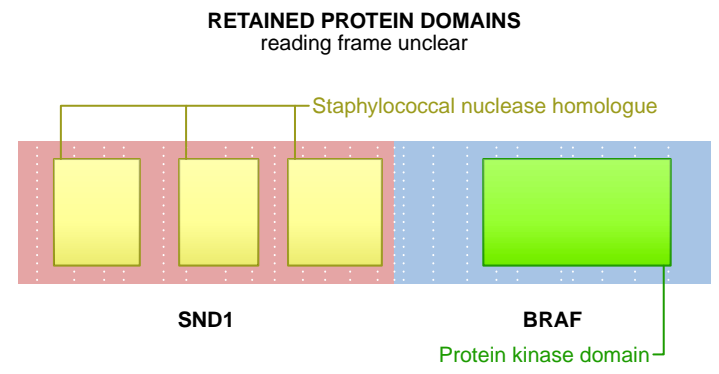 RETAINED PROTEIN DOMAINS
reading frame unclear
Staphylococcal nuclease homologue
SND1
BRAF
Protein kinase domain